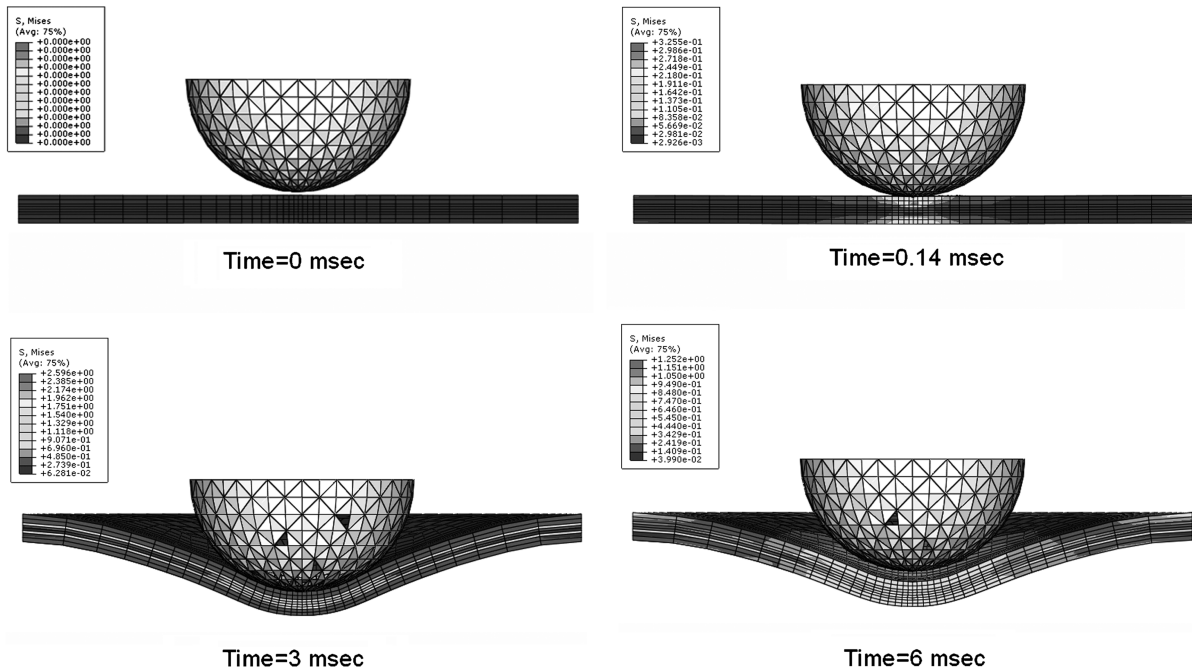 S, Mises
(Avg: 75%)
+0.000e+00
+0.000e+00
+0.000e+00
+0.000e+00
+0.000e+00
+0.000e+00
+0.000e+00
+0.000e+00
+0.000e+00
+0.000e+00
+0.000e+00
+0.000e+00
+0.000e+00
Time=0 msec
S, Mises
(Avg: 75%)
+3.255e-01
+2.986e-01
+2.718e-01
+2.449e-01
+2.180e-01
+1.911e-01
+1.642e-01
+1.373e-01
+1.105e-01
+8.358e-02
+5.669e-02
+2.981e-02
+2.926e-03
Time=0.14 msec
S, Mises
(Avg: 75%)
+2.596e+00
+2.385e+00
+2.174e+00
+1.962e+00
+1.751e+00
+1.540e+00
+1.329e+00
+1.118e+00
+9.071e-01
+6.960e-01
+4.850e-01
+2.739e-01
+6.281e-02
Time=3 msec
S, Mises
(Avg: 75%)
+1.252e+00
+1.151e+00
+1.050e+00
+9.490e-01
+8.480e-01
+7.470e-01
+6.460e-01
+5.450e-01
+4.440e-01
+3.429e-01
+2.419e-01
+1.409e-01
+3.990e-02
Time=6 msec